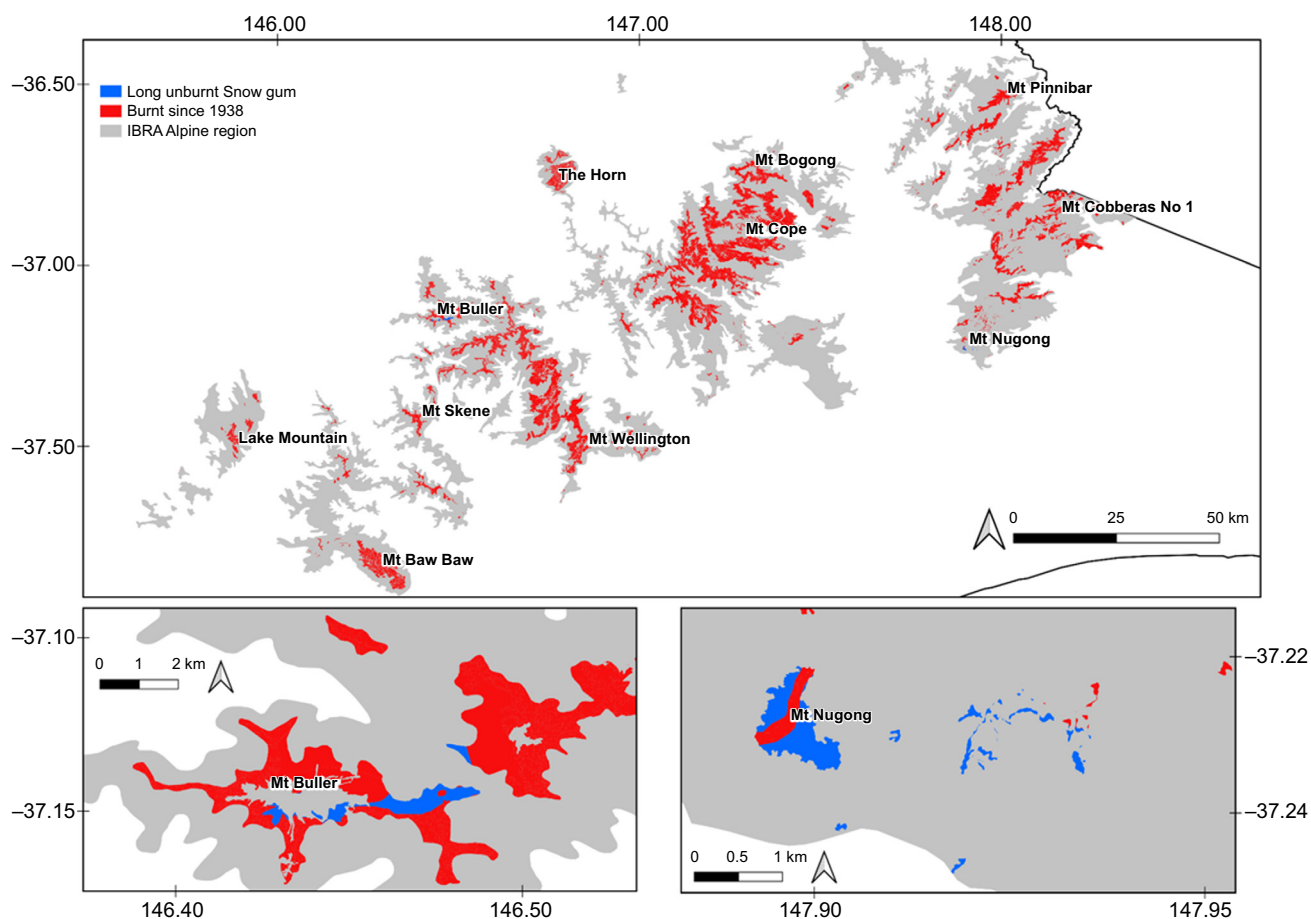 146.00 147.00 148.00
–36.50
–37.00
–37.50
Long unburnt Snow gum
Burnt since 1938
IBRA Alpine region
Mt Pinnibar
Mt Bogong
The Horn
Mt Cobberas No 1
Mt Cope
Mt Buller
Mt Nugong
Mt Skene
Lake Mountain
Mt Wellington
Mt Baw Baw
0 25 50 km
–37.10
–37.15
0 1 2 km
Mt Buller
146.40 146.50
–37.22
–37.24
Mt Nugong
0 0.5 1 km
147.90 147.95